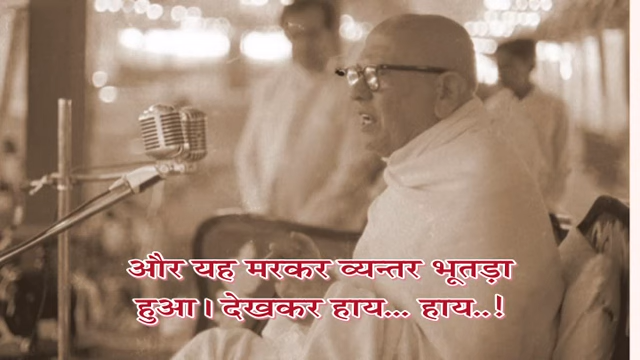 और यह मरकर व्यन्तर भूतड़ा
हुआ। देखकर हाय... हाय..!